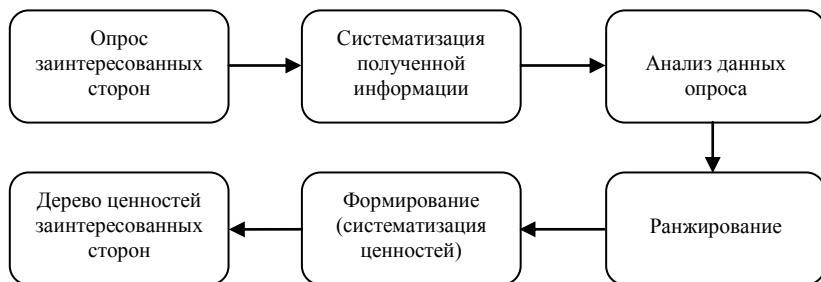 Опрос
заинтересованных
сторон
Систематизация
полученной
информации
Анализ данных
опроса
Ранжирование
Формирование
(систематизация
ценностей)
Дерево ценностей
заинтересованных
сторон